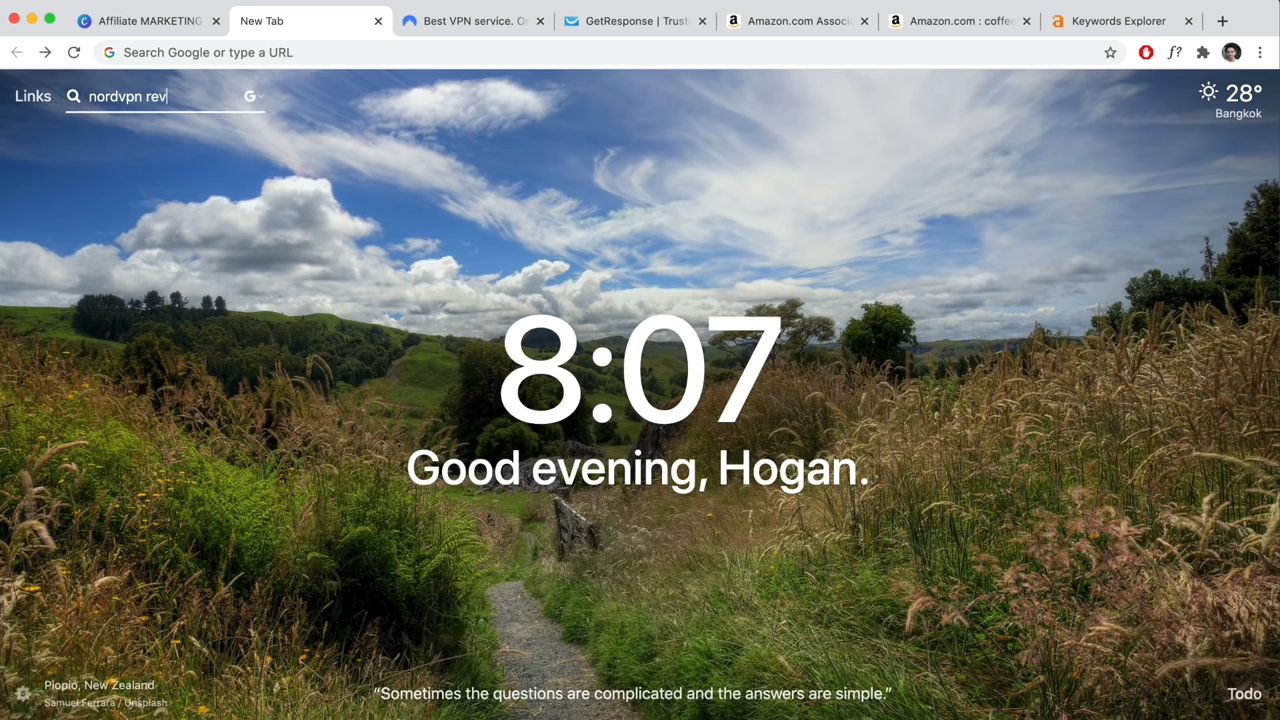 Affiliate MARKETING
New Tab
Best VPN service. O
GetResponse | Trust
Amazon.com Associ
Amazon.com : coffe
Keywords Explorer
Search Google or type a URL
f?
Links
nordvpn rev
G
28°
Bangkok
8:07
Good evening, Hogan.
Piopio, New Zealand
Samuel Ferrara / Unsplash
“Sometimes the questions are complicated and the answers are simple.”
Todo